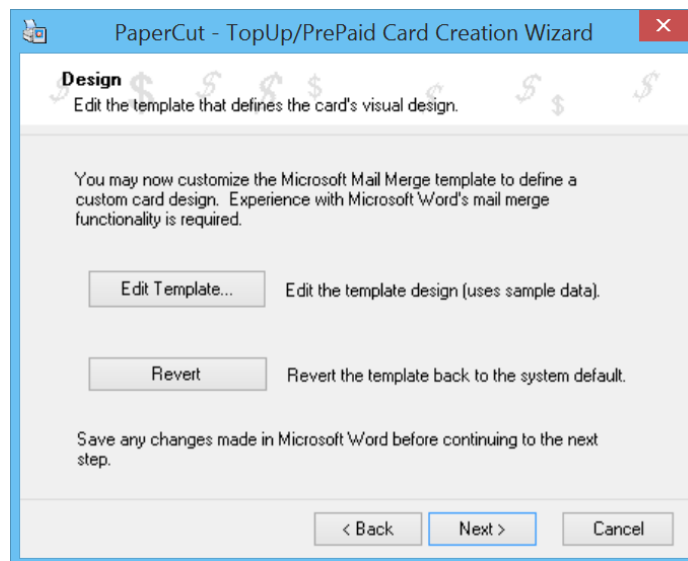 PaperCut - TopUp/PrePaid Card Creation Wizard
Design
Edit the template that defines the card's visual design.
You may now customize the Microsoft Mail Merge template to define a
custom card design. Experience with Microsoft Word's mail merge
functionality is required.
Edit Template... Edit the template design (uses sample data).
Revert Revert the template back to the system default.
Save any changes made in Microsoft Word before continuing to the next
step.
< Back Next > Cancel